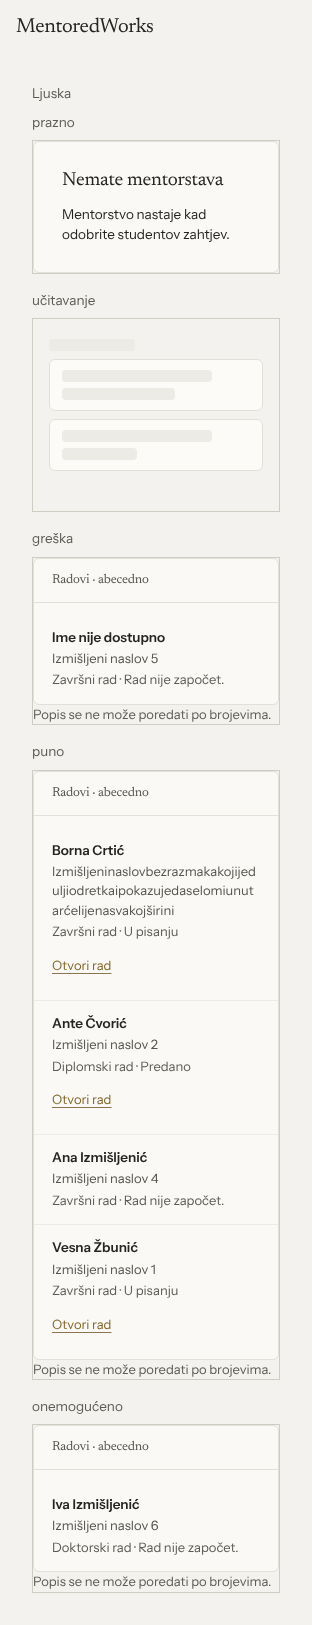 MentoredWorks
Ljuska
prazno
Nemate mentorstava
Mentorstvo nastaje kad
odobrite studentov zahtjev.
učitavanje
greška
Radovi · abecedno
Ime nije dostupno
Izmišljeni naslov 5
Završni rad · Rad nije započet.
Popis se ne može poredati po brojevima.
puno
Radovi · abecedno
Borna Crtić
Izmišljeninaslovbezrazmakakojijed
uljiodretkaipokazujedaselomiunut
arćelijenasvakojširini
Završni rad · U pisanju
Otvori rad
Ante Čvorić
Izmišljeni naslov 2
Diplomski rad · Predano
Otvori rad
Ana Izmišljenić
Izmišljeni naslov 4
Završni rad · Rad nije započet.
Vesna Žbunić
Izmišljeni naslov 1
Završni rad · U pisanju
Otvori rad
Popis se ne može poredati po brojevima.
onemogućeno
Radovi · abecedno
Iva Izmišljenić
Izmišljeni naslov 6
Doktorski rad · Rad nije započet.
Popis se ne može poredati po brojevima.